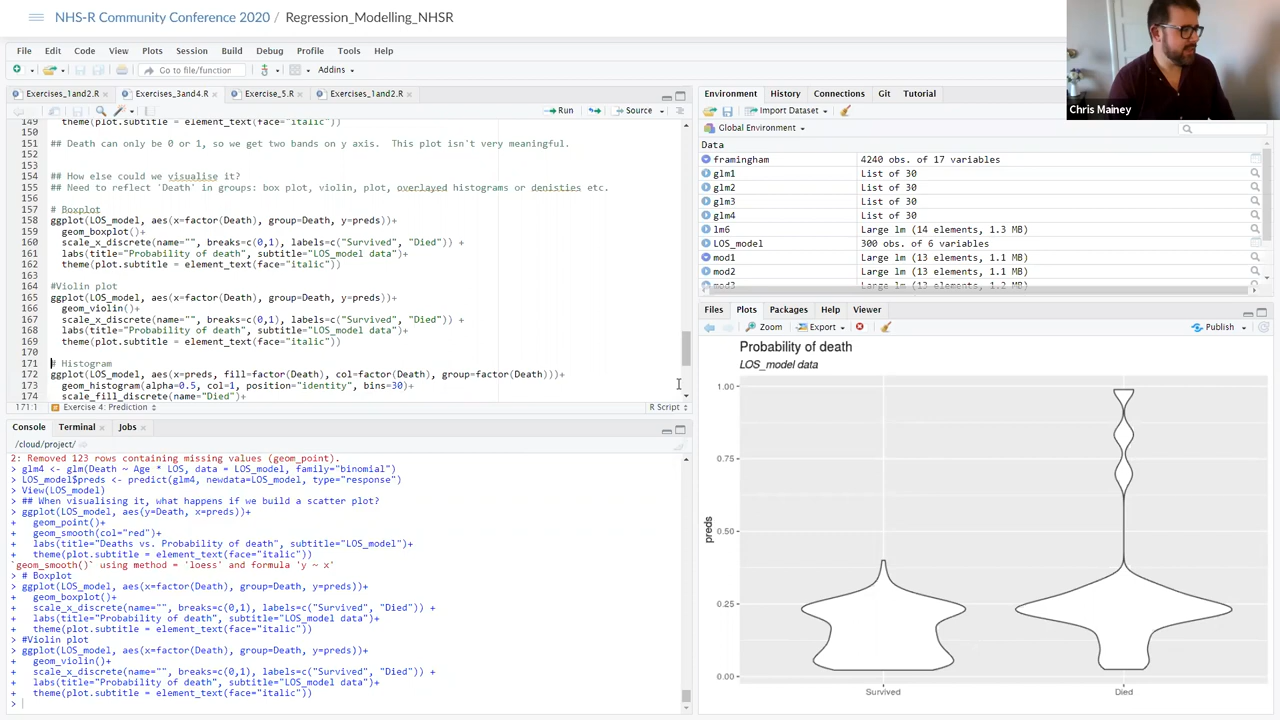 NHS-R Community Conference 2020 / Regression_Modelling_NHSR
File Edit Code View Plots Session Build Debug Profile Tools Help
Go to file/function Addins
Exercises_1and2.R × Exercises_3and4.R × Exercise_5.R × Exercises_1and2.R ×
Run Source
149 theme(plot.subtitle = element_text(face="italic"))
150
151 ## Death can only be 0 or 1, so we get two bands on y axis.  This plot isn't very meaningful.
152
153
154 ## How else could we visualise it?
155 ## Need to reflect 'Death' in groups: box plot, violin, plot, overlayed histograms or denisties etc.
156
157 # Boxplot
158 ggplot(LOS_model, aes(x=factor(Death), group=Death, y=preds))+
159   geom_boxplot()+
160   scale_x_discrete(name="", breaks=c(0,1), labels=c("Survived", "Died")) +
161   labs(title="Probability of death", subtitle="LOS_model data")+
162   theme(plot.subtitle = element_text(face="italic"))
163
164 #Violin plot
165 ggplot(LOS_model, aes(x=factor(Death), group=Death, y=preds))+
166   geom_violin()+
167   scale_x_discrete(name="", breaks=c(0,1), labels=c("Survived", "Died")) +
168   labs(title="Probability of death", subtitle="LOS_model data")+
169   theme(plot.subtitle = element_text(face="italic"))
170
171 # Histogram
172 ggplot(LOS_model, aes(x=preds, fill=factor(Death), col=factor(Death), group=factor(Death)))+
173   geom_histogram(alpha=0.5, col=1, position="identity", bins=30)+
174   scale_fill_discrete(name="Died")+
171:1 Exercise 4: Prediction R Script
Console Terminal × Jobs ×
/cloud/project/
2: Removed 123 rows containing missing values (geom_point).
> glm4 <- glm(Death ~ Age * LOS, data = LOS_model, family="binomial")
> LOS_model$preds <- predict(glm4, newdata=LOS_model, type="response")
> View(LOS_model)
> ## When visualising it, what happens if we build a scatter plot?
> ggplot(LOS_model, aes(y=Death, x=preds))+
+   geom_point()+
+   geom_smooth(col="red")+
+   labs(title="Deaths vs. Probability of death", subtitle="LOS_model")+
+   theme(plot.subtitle = element_text(face="italic"))
`geom_smooth()` using method = 'loess' and formula 'y ~ x'
> # Boxplot
> ggplot(LOS_model, aes(x=factor(Death), group=Death, y=preds))+
+   geom_boxplot()+
+   scale_x_discrete(name="", breaks=c(0,1), labels=c("Survived", "Died")) +
+   labs(title="Probability of death", subtitle="LOS_model data")+
+   theme(plot.subtitle = element_text(face="italic"))
> #Violin plot
> ggplot(LOS_model, aes(x=factor(Death), group=Death, y=preds))+
+   geom_violin()+
+   scale_x_discrete(name="", breaks=c(0,1), labels=c("Survived", "Died")) +
+   labs(title="Probability of death", subtitle="LOS_model data")+
+   theme(plot.subtitle = element_text(face="italic"))
>
Chris Mainey
Environment History Connections Git Tutorial
Import Dataset
Global Environment
Data
framingham 4240 obs. of 17 variables
glm1 List of 30
glm2 List of 30
glm3 List of 30
glm4 List of 30
lm6 Large lm (14 elements, 1.3 MB)
LOS_model 300 obs. of 6 variables
mod1 Large lm (13 elements, 1.1 MB)
mod2 Large lm (13 elements, 1.1 MB)
mod3 Large lm (13 elements, 1.2 MB)
Files Plots Packages Help Viewer
Zoom Export Publish
Probability of death
LOS_model data
1.00
0.75
0.50
0.25
0.00
preds
Survived Died